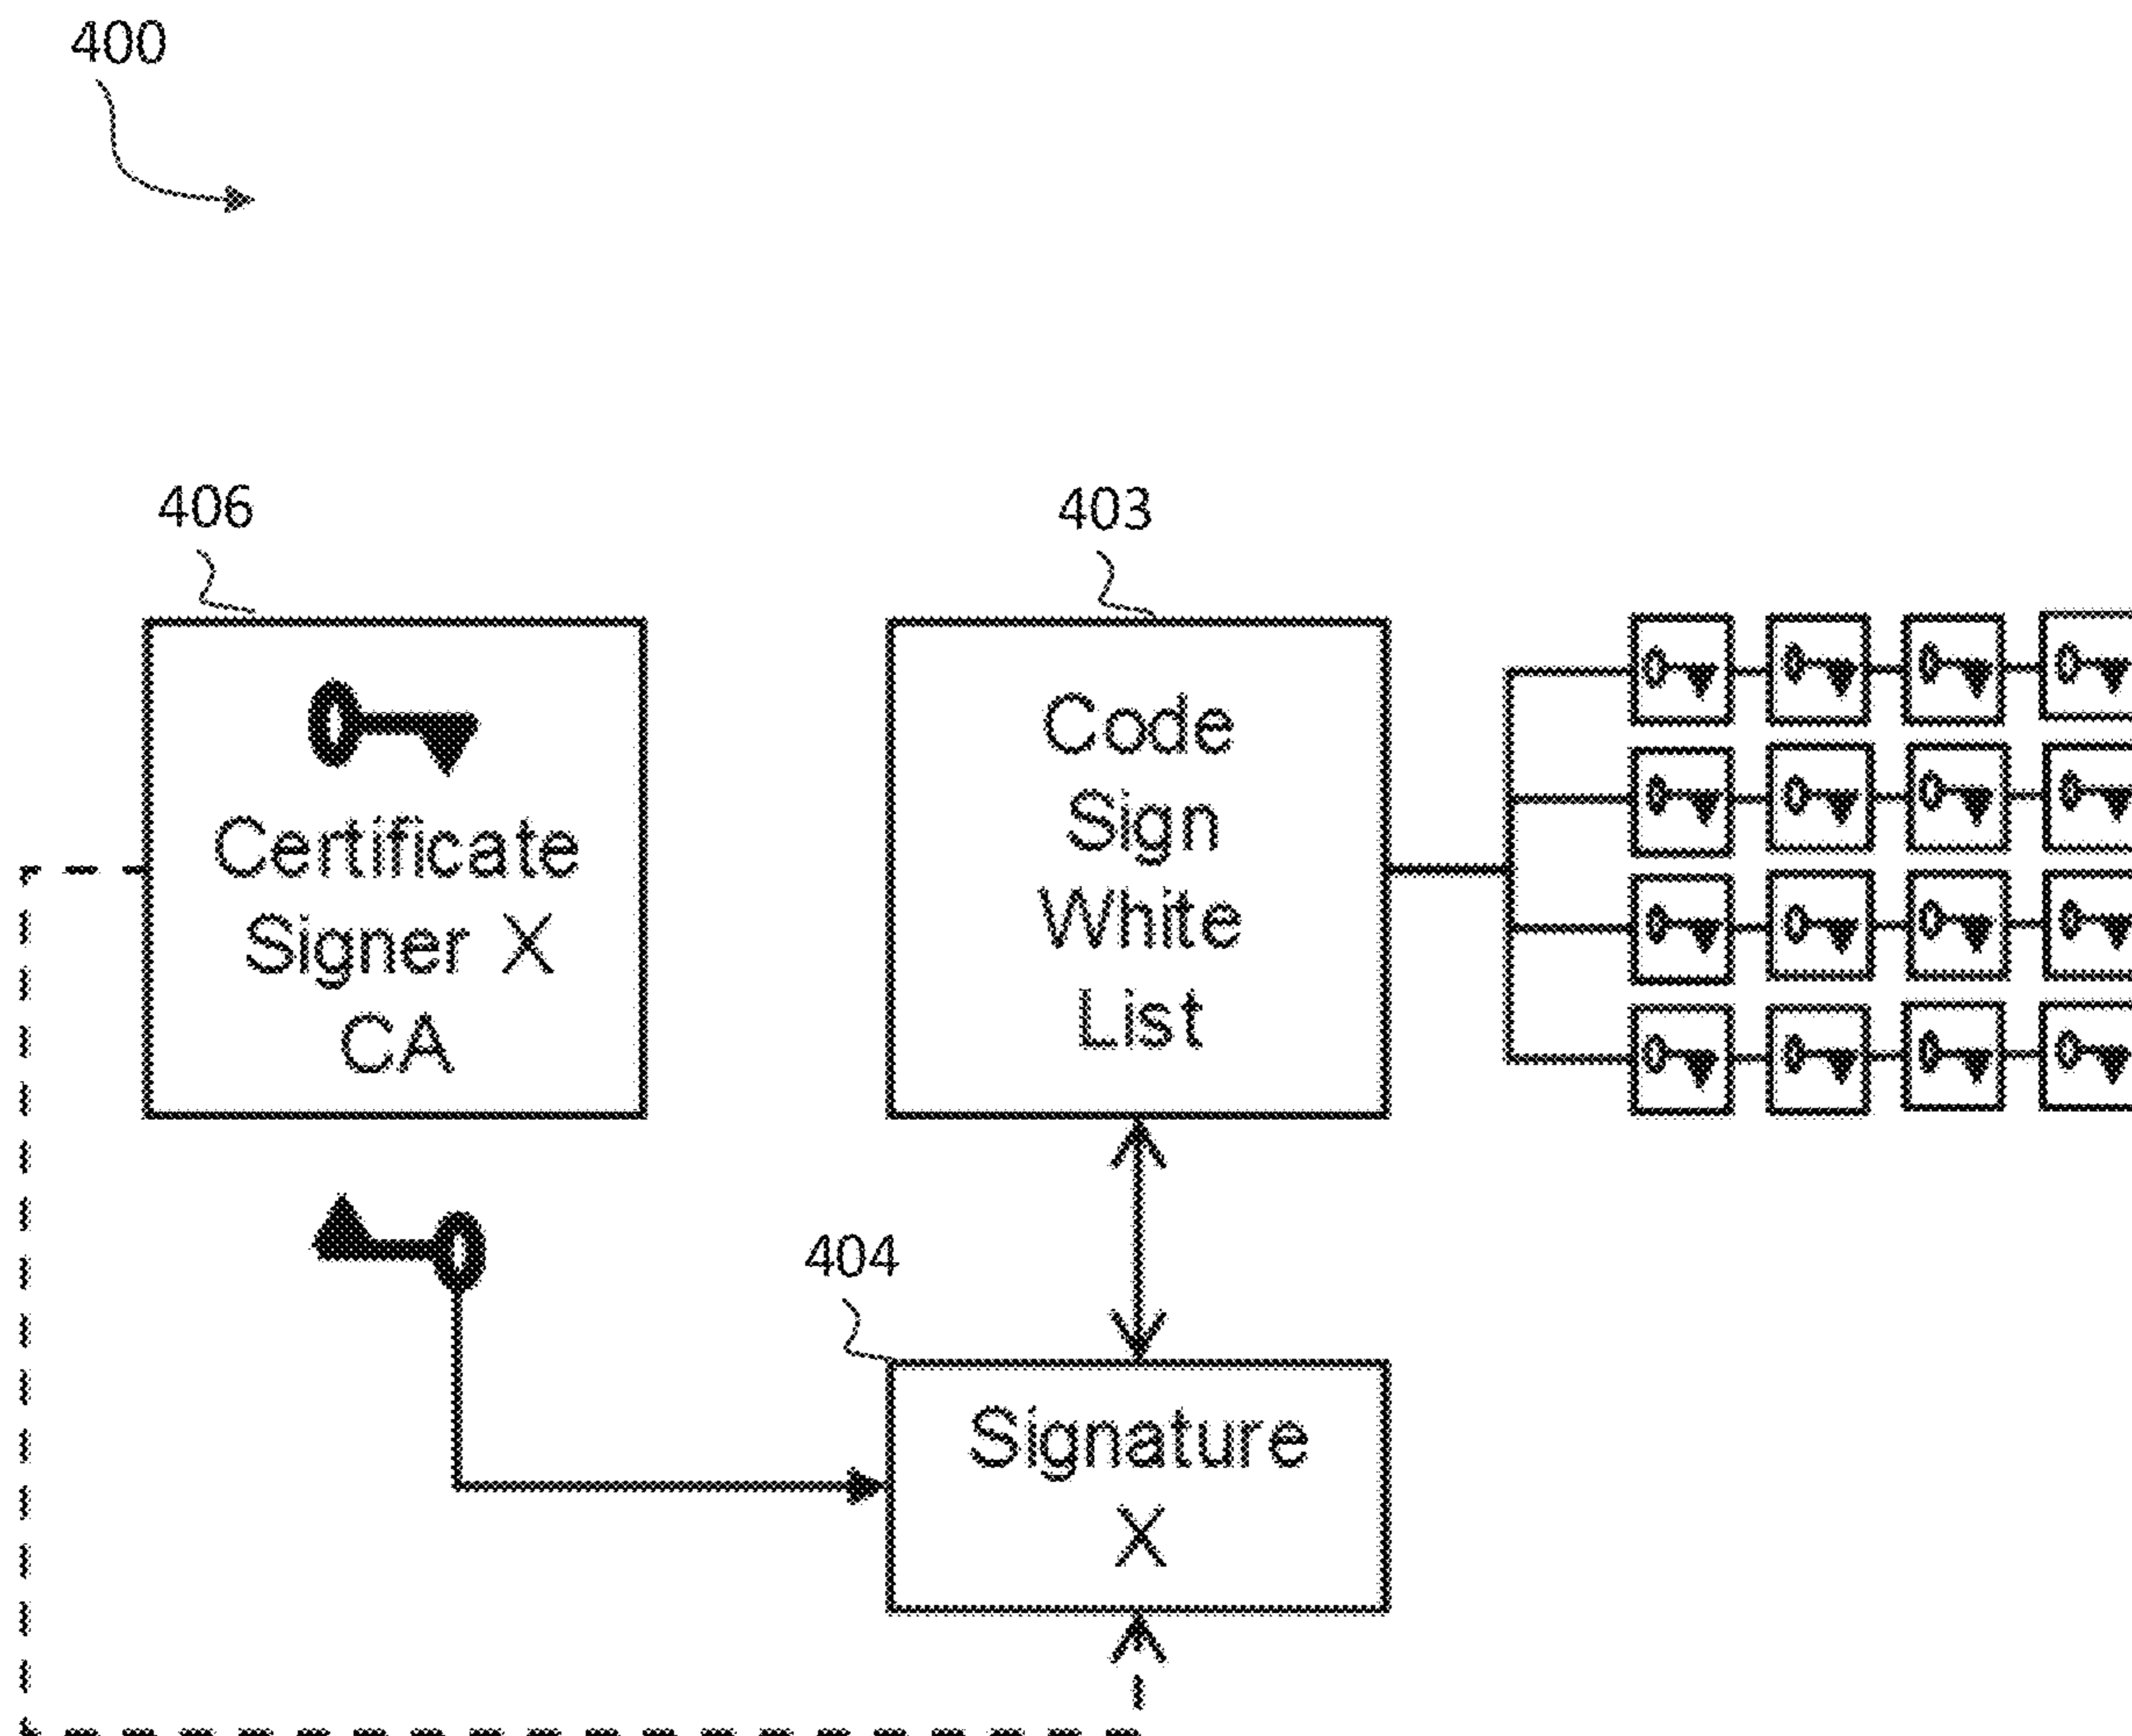 400
406
403
Certificate
Signer X
CA
Code
Sign
White
List
404
Signature
X